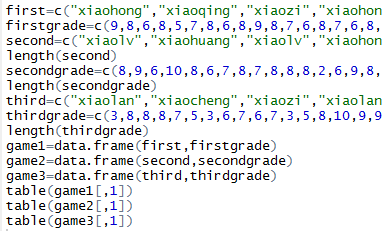 first=c("xiaohong","xiaoqing","xiaozi","xiaohon
firstgrade=c(9,8,6,8,5,7,8,6,8,9,8,7,6,8,7,6,8,
second=c("xiaolv","xiaohuang","xiaolv","xiaohon
length(second)
secondgrade=c(8,9,6,10,8,6,7,8,7,8,8,8,2,6,9,8,
length(secondgrade)
third=c("xiaolan","xiaocheng","xiaozi","xiaolan
thirdgrade=c(3,8,8,8,7,5,3,6,7,6,7,3,5,8,10,9,9
length(thirdgrade)
game1=data.frame(first,firstgrade)
game2=data.frame(second,secondgrade)
game3=data.frame(third,thirdgrade)
table(game1[,1])
table(game2[,1])
table(game3[,1])